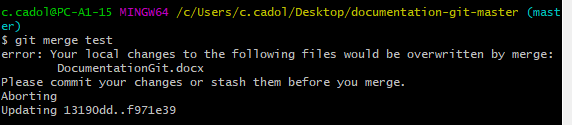 c.cadol@PC-A1-15 MINGW64 /c/Users/c.cadol/Desktop/documentation-git-master (mast
er)
$ git merge test
error: Your local changes to the following files would be overwritten by merge:
        DocumentationGit.docx
Please commit your changes or stash them before you merge.
Aborting
Updating 13190dd..f971e39